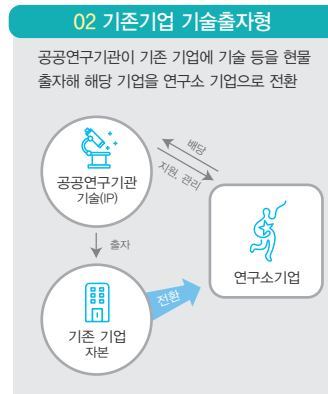 02 기존기업 기술출자형
공공연구기관이 기존 기업에 기술 등을 현물
출자해 해당 기업을 연구소 기업으로 전환
배당
지원, 관리
공공연구기관
기술(IP)
출자
연구소기업
전환
기존 기업
자본